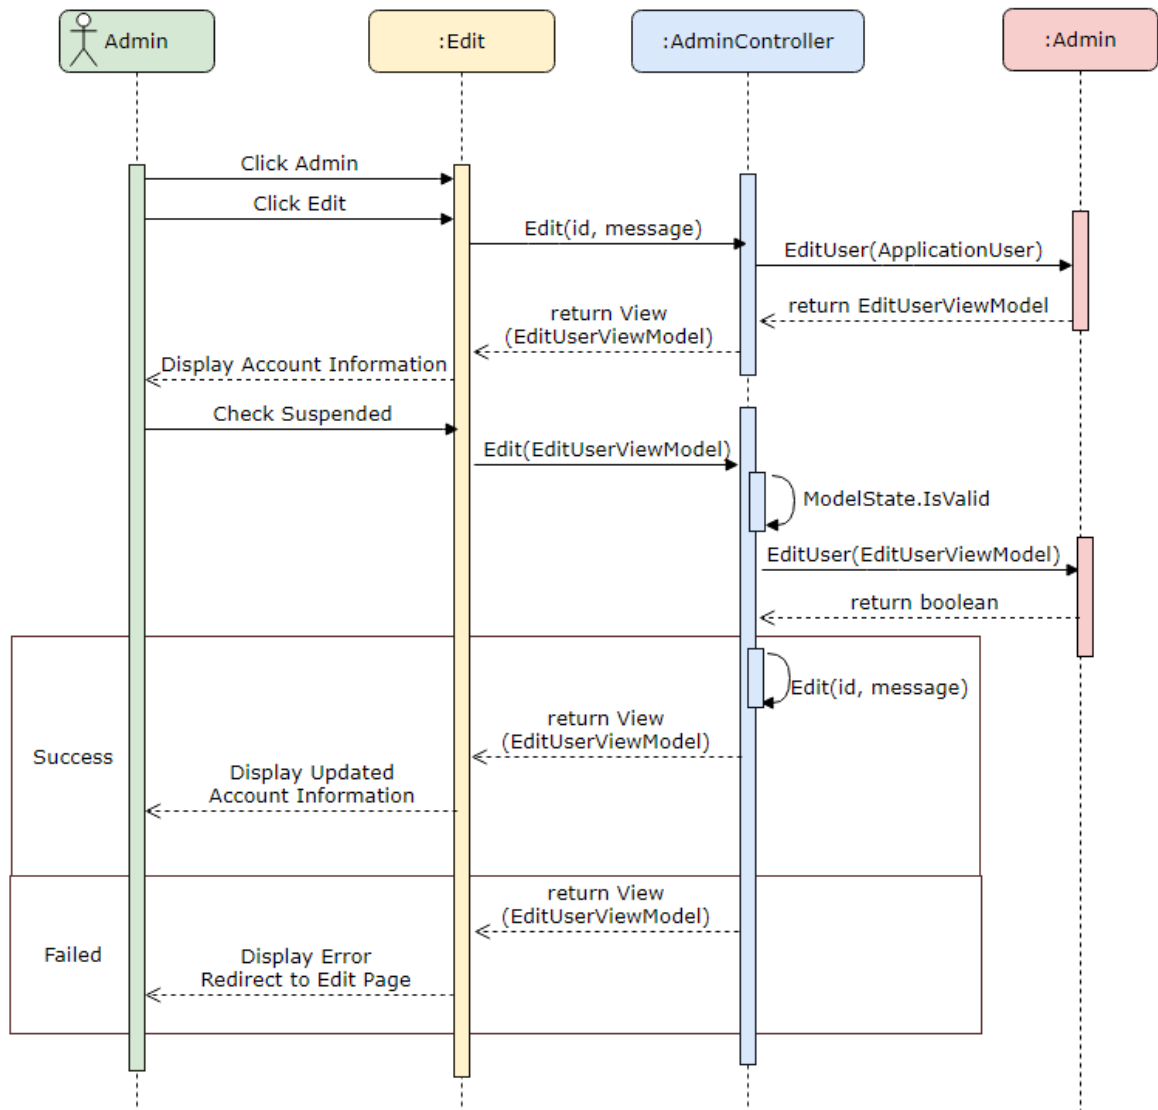 Admin
:Edit
:AdminController
:Admin
Click Admin
Click Edit
Edit(id, message)
EditUser(ApplicationUser)
return EditUserViewModel
return View
(EditUserViewModel)
Display Account Information
Check Suspended
Edit(EditUserViewModel)
ModelState.IsValid
EditUser(EditUserViewModel)
return boolean
Edit(id, message)
return View
(EditUserViewModel)
Success
Display Updated
Account Information
return View
(EditUserViewModel)
Failed
Display Error
Redirect to Edit Page